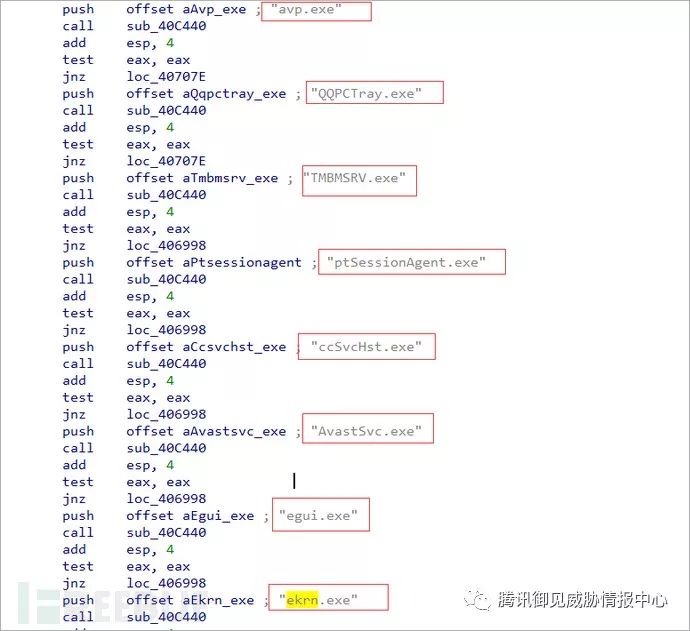 push offset aAvp_exe ; "avp.exe"
call sub_40C440
add esp, 4
test eax, eax
jnz loc_40707E
push offset aQqpctray_exe ; "QQPCTray.exe"
call sub_40C440
add esp, 4
test eax, eax
jnz loc_40707E
push offset aTmbmsrv_exe ; "TMBMSRV.exe"
call sub_40C440
add esp, 4
test eax, eax
jnz loc_406998
push offset aPtsessionagent ; "ptSessionAgent.exe"
call sub_40C440
add esp, 4
test eax, eax
jnz loc_406998
push offset aCcsvchst_exe ; "ccSvcHst.exe"
call sub_40C440
add esp, 4
test eax, eax
jnz loc_406998
push offset aAvastsvc_exe ; "AvastSvc.exe"
call sub_40C440
add esp, 4
test eax, eax
jnz loc_406998
push offset aEgui_exe ; "egui.exe"
call sub_40C440
add esp, 4
test eax, eax
jnz loc_406998
push offset aEkrn_exe ; "ekrn.exe"
call sub_40C440
腾讯御见威胁情报中心